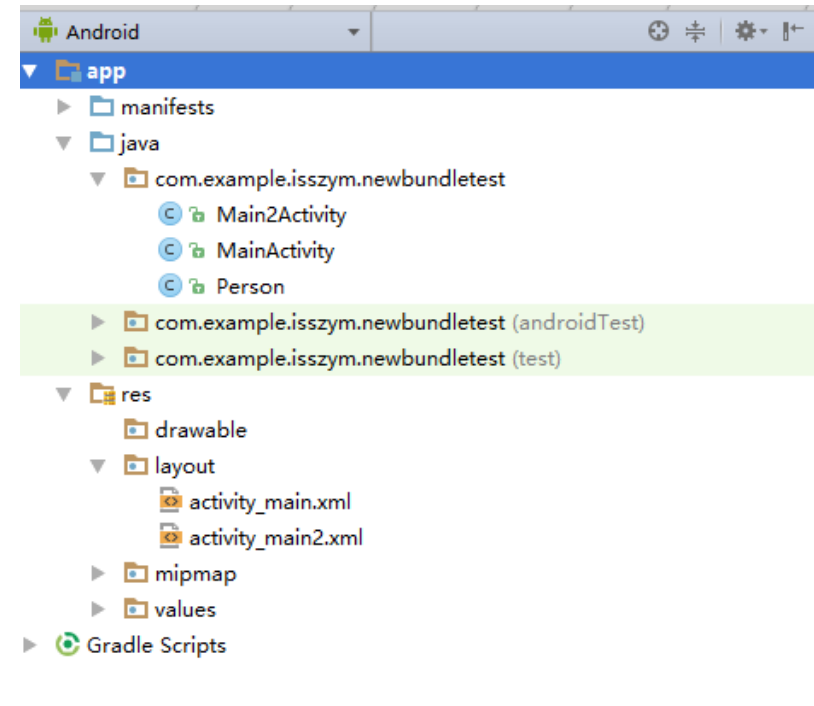 Android
app
manifests
java
com.example.isszym.newbundletest
C Main2Activity
C MainActivity
C Person
com.example.isszym.newbundletest (androidTest)
com.example.isszym.newbundletest (test)
res
drawable
layout
activity_main.xml
activity_main2.xml
mipmap
values
Gradle Scripts